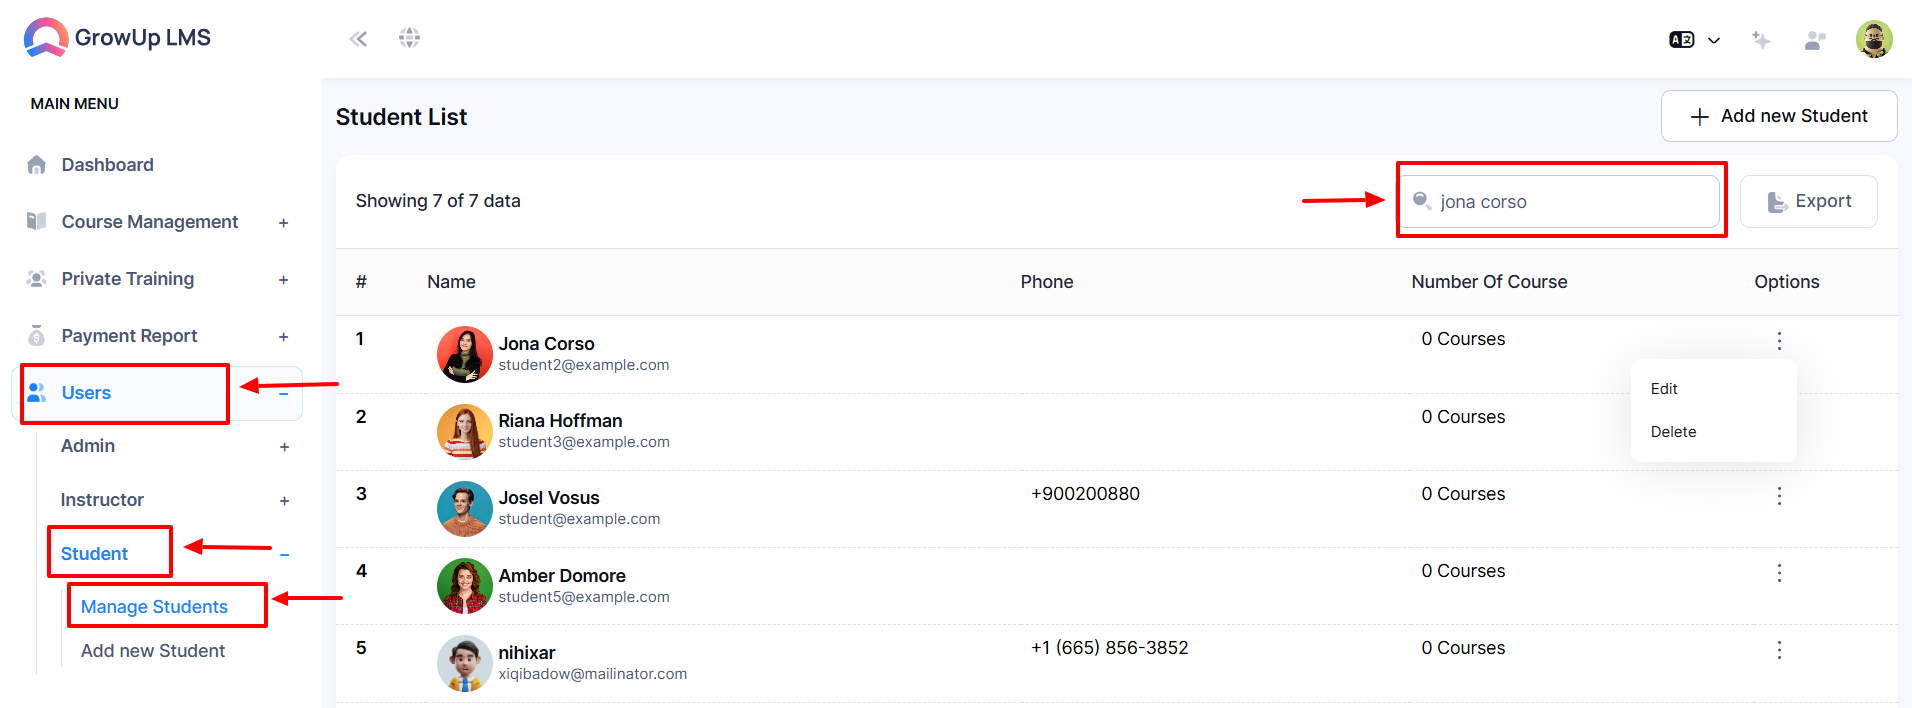 GrowUp LMS
MAIN MENU
Dashboard
Course Management +
Private Training +
Payment Report +
Users −
Admin +
Instructor +
Student −
Manage Students
Add new Student
A文
Student List
+ Add new Student
Showing 7 of 7 data
jona corso
Export
# Name Phone Number Of Course Options
1 Jona Corso 0 Courses
student2@example.com
Edit
Delete
2 Riana Hoffman 0 Courses
student3@example.com
3 Josel Vosus +900200880 0 Courses
student@example.com
4 Amber Domore 0 Courses
student5@example.com
5 nihixar +1 (665) 856-3852 0 Courses
xiqibadow@mailinator.com